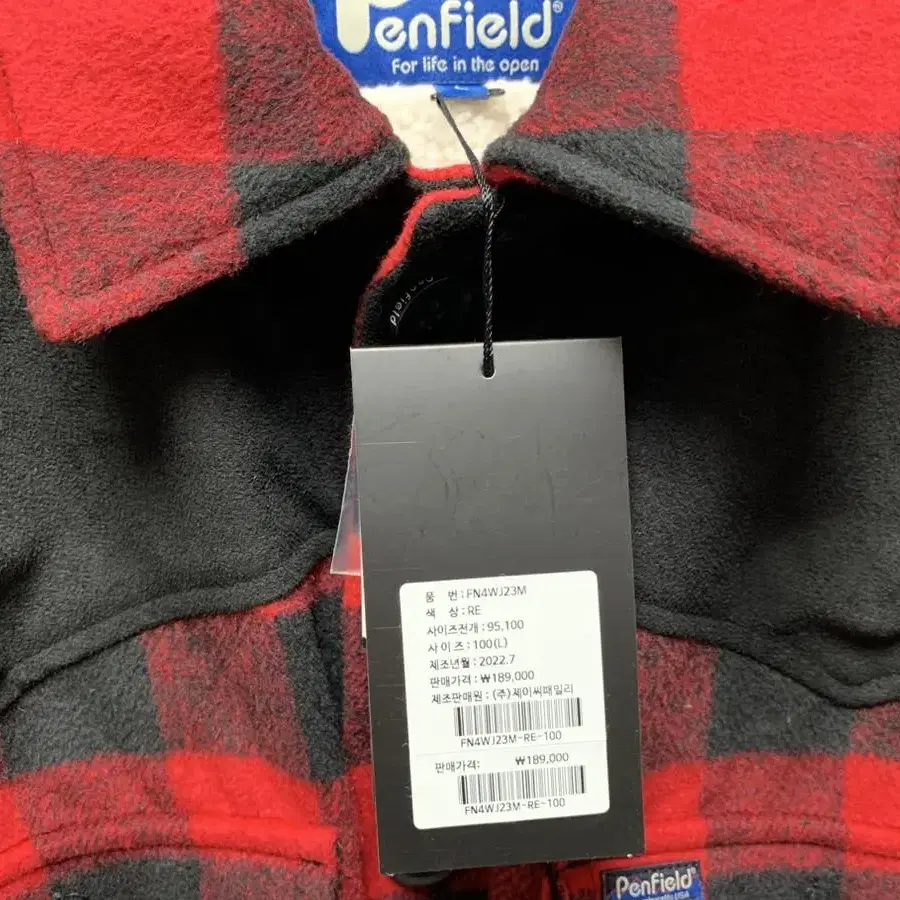 Penfield®
For life in the open
L
Penfield
품 번 : FN4WJ23M
색 상 : RE
사이즈전개 : 95,100
사 이 즈 : 100(L)
제조년월 : 2022.7
판매가격 : ₩189,000
제조판매원 : (주)제이씨패밀리
FN4WJ23M-RE-100
판매가격: ₩189,000
FN4WJ23M-RE-100
Penfield®
USA